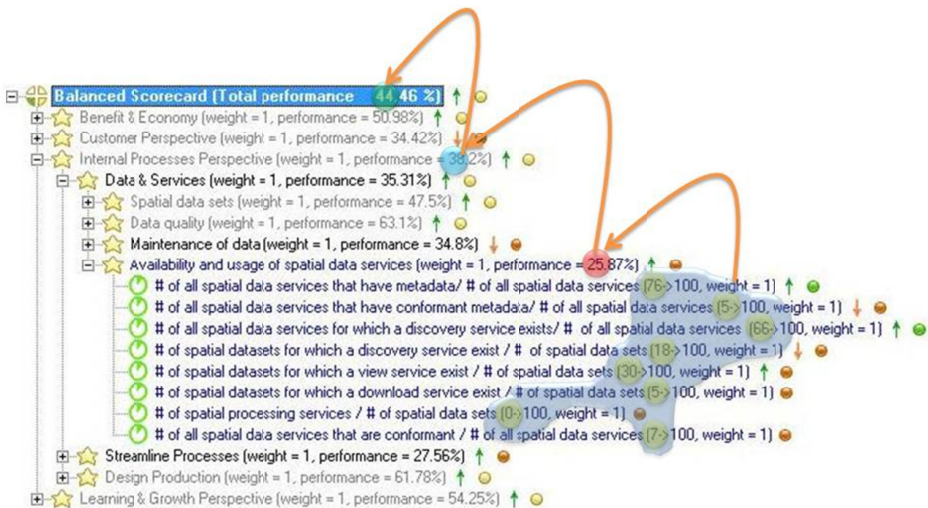 Balanced Scorecard (Total performance 44.46 %)
Benefit & Economy (weight = 1, performance = 50.98%)
Customer Perspective (weight = 1, performance = 34.42%)
Internal Processes Perspective (weight = 1, performance = 38.2%)
Data & Services (weight = 1, performance = 35.31%)
Spatial data sets (weight = 1, performance = 47.5%)
Data quality (weight = 1, performance = 63.1%)
Maintenance of data (weight = 1, performance = 34.8%)
Availability and usage of spatial data services (weight = 1, performance = 25.87%)
# of all spatial data services that have metadata/ # of all spatial data services (76->100, weight = 1)
# of all spatial data services that have conformant metadata/ # of all spatial data services (5->100, weight = 1)
# of all spatial data services for which a discovery service exists/ # of all spatial data services (66->100, weight = 1)
# of spatial datasets for which a discovery service exist / # of spatial data sets (18->100, weight = 1)
# of spatial datasets for which a view service exist / # of spatial data sets (30->100, weight = 1)
# of spatial datasets for which a download service exist / # of spatial data sets (5->100, weight = 1)
# of spatial processing services / # of spatial data sets (0->100, weight = 1)
# of all spatial data services that are conformant / # of all spatial data services (7->100, weight = 1)
Streamline Processes (weight = 1, performance = 27.56%)
Design Production (weight = 1, performance = 61.78%)
Learning & Growth Perspective (weight = 1, performance = 54.25%)